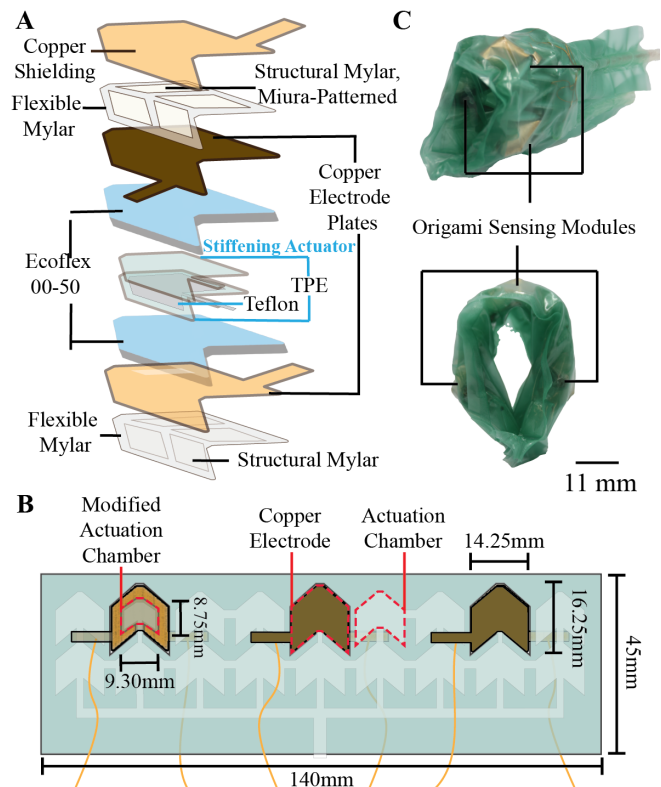 A
Copper
Shielding
Structural Mylar,
Miura-Patterned
Flexible
Mylar
Copper
Electrode
Plates
Stiffening Actuator
Ecoflex
00-50
TPE
Teflon
Flexible
Mylar
Structural Mylar
C
Origami Sensing Modules
11 mm
B
Modified
Actuation
Chamber
Copper
Electrode
Actuation
Chamber
14.25mm
8.75mm
16.25mm
45mm
9.30mm
140mm